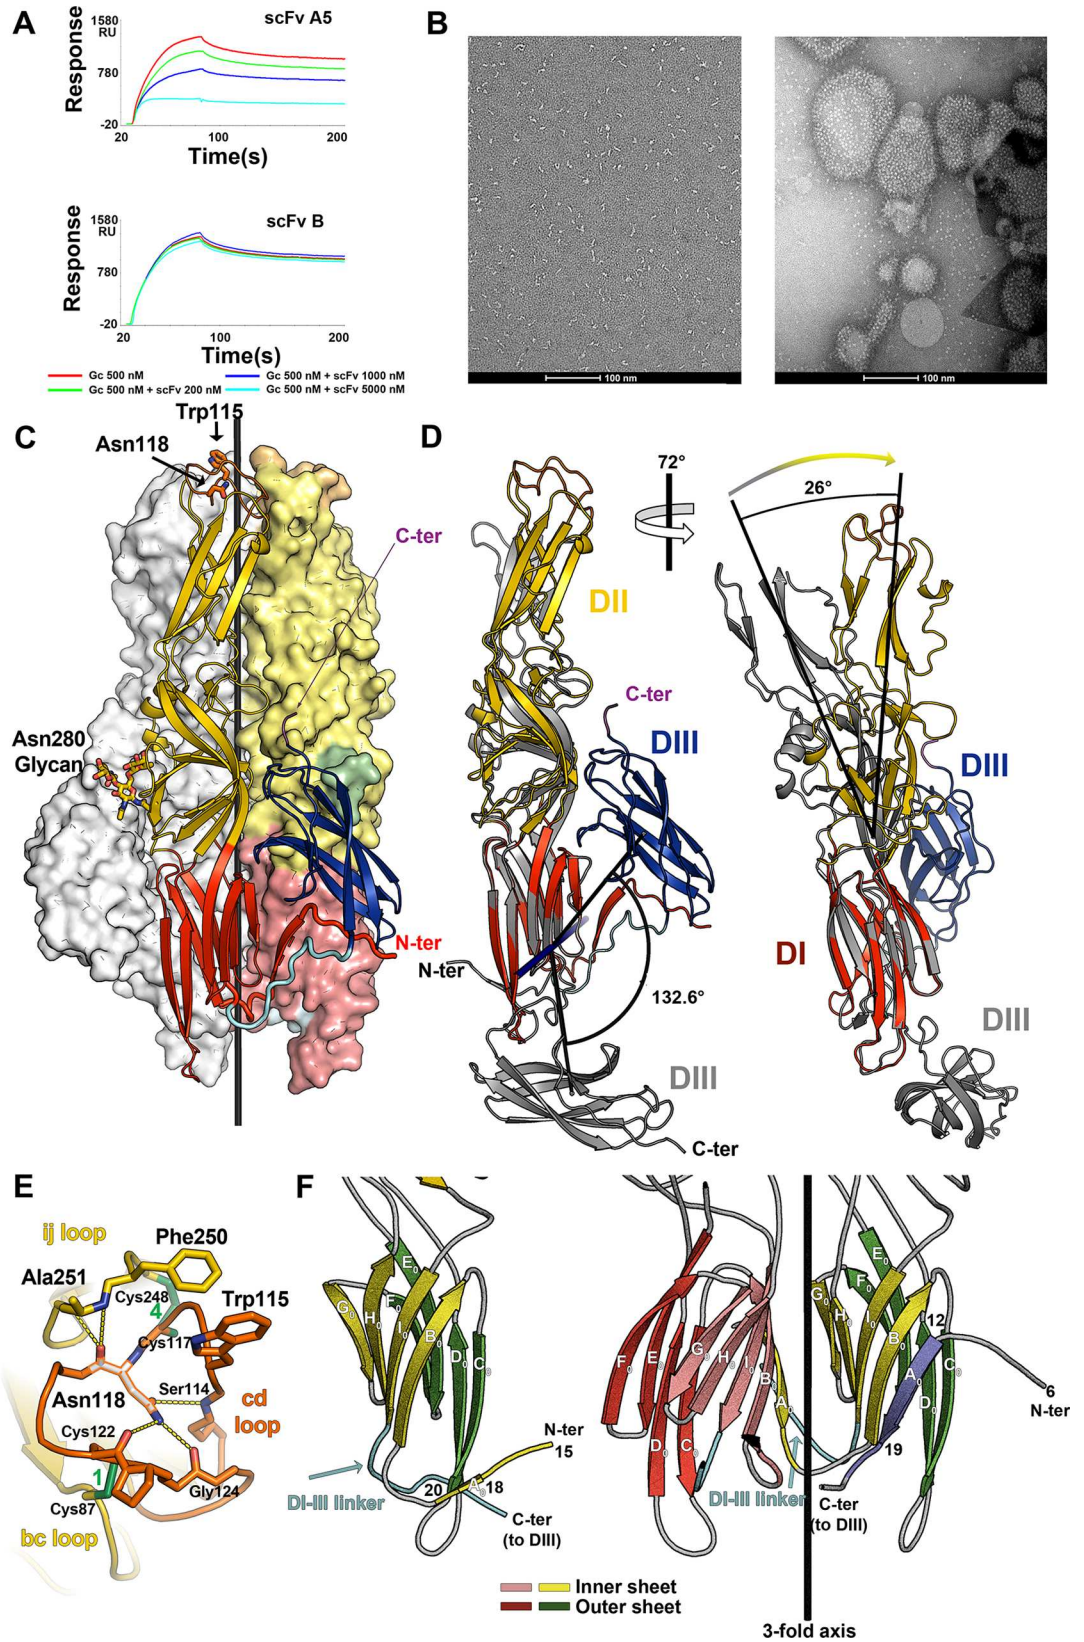 A
scFv A5
1580
RU
780
-20
Response
20
100
200
Time(s)
scFv B
1580
RU
780
-20
Response
20
100
200
Time(s)
Gc 500 nM
Gc 500 nM + scFv 1000 nM
Gc 500 nM + scFv 200 nM
Gc 500 nM + scFv 5000 nM
B
100 nm
100 nm
C
Trp115
Asn118
C-ter
Asn280
Glycan
N-ter
D
72°
26°
DII
C-ter
DIII
DIII
N-ter
132.6°
DI
DIII
DIII
C-ter
E
ij loop
Phe250
Ala251
Cys248
4
Trp115
Cys117
Asn118
Ser114
cd
loop
Cys122
1
Gly124
Cys87
bc loop
F
E0
G0
H0
F0
I0
B0
D0
C0
N-ter
15
DI-III linker
20
A0
18
C-ter
(to DIII)
F0
E0
G0
H0
I0
B0
A0
D0
C0
DI-III linker
E0
F0
G0
H0
I0
B0
12
A0
C0
D0
6
N-ter
19
C-ter
(to DIII)
Inner sheet
Outer sheet
3-fold axis